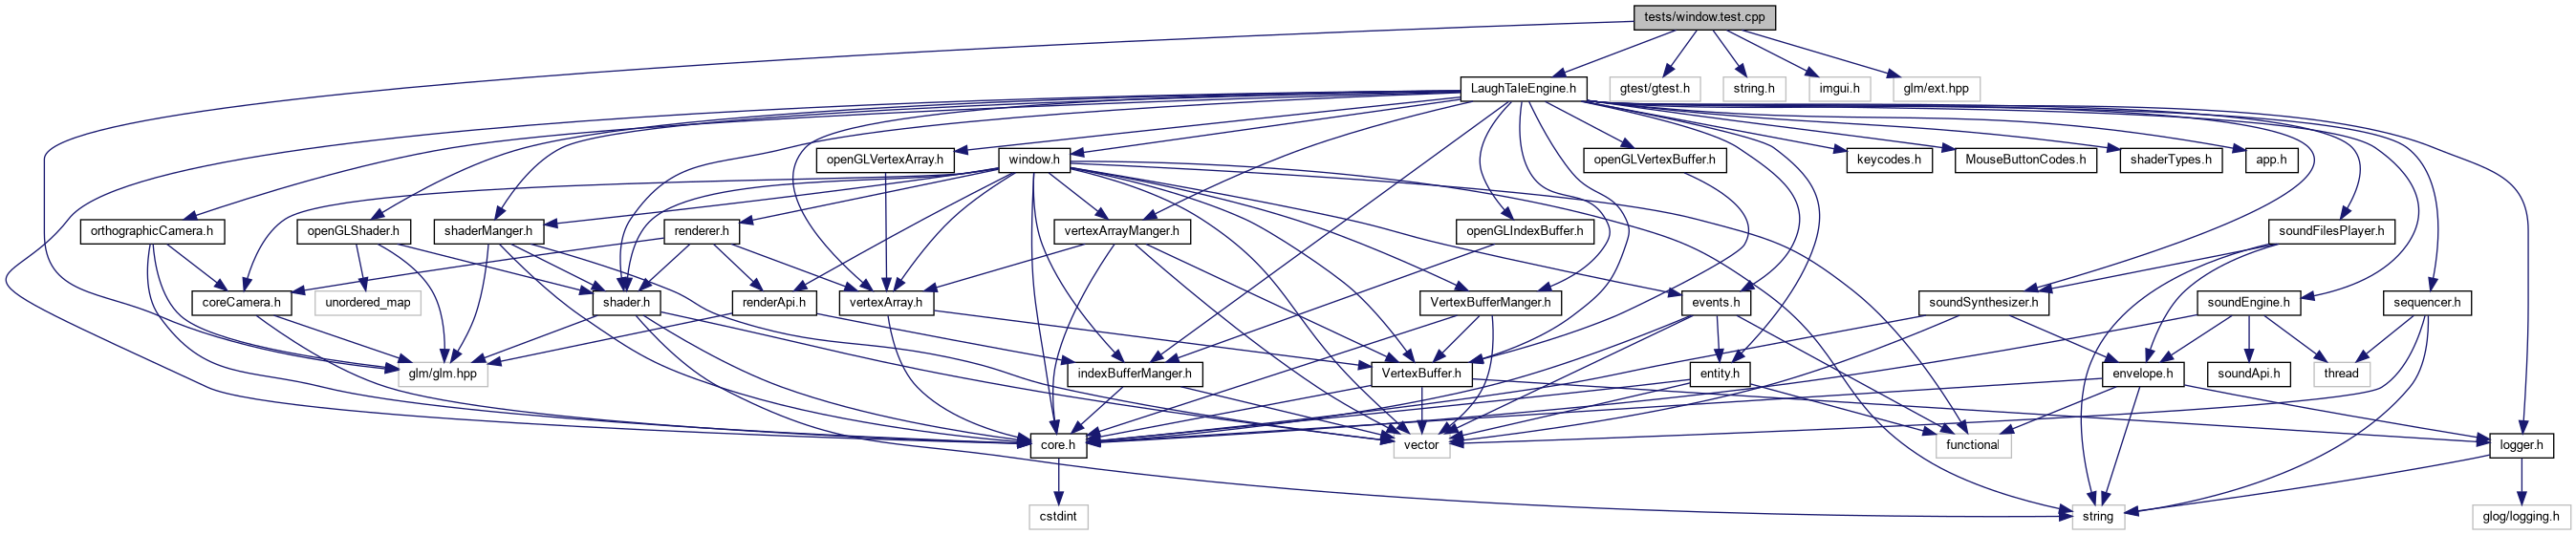 tests/window.test.cpp
LaughTaleEngine.h
gtest/gtest.h
string.h
imgui.h
glm/ext.hpp
openGLVertexArray.h
window.h
openGLVertexBuffer.h
keycodes.h
MouseButtonCodes.h
shaderTypes.h
app.h
orthographicCamera.h
openGLShader.h
shaderManger.h
renderer.h
vertexArrayManger.h
openGLIndexBuffer.h
soundFilesPlayer.h
coreCamera.h
unordered_map
shader.h
renderApi.h
vertexArray.h
VertexBufferManger.h
events.h
soundSynthesizer.h
soundEngine.h
sequencer.h
glm/glm.hpp
indexBufferManger.h
VertexBuffer.h
entity.h
envelope.h
soundApi.h
thread
core.h
vector
functional
logger.h
cstdint
string
glog/logging.h